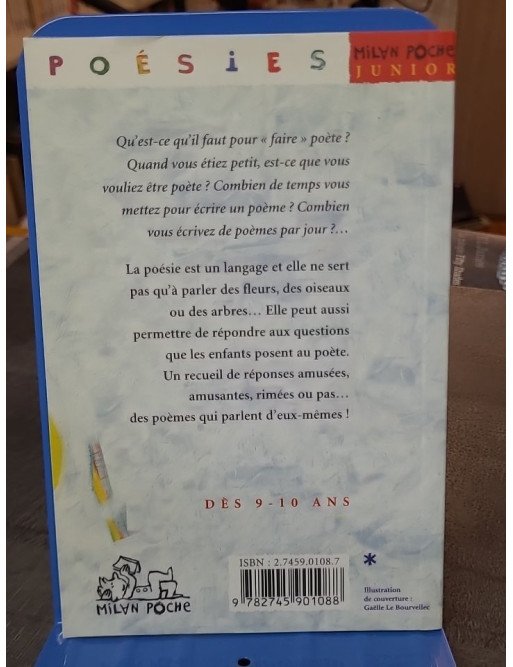 POÉSiES
MiLAN POCHE
JUNIOR
Qu'est-ce qu'il faut pour « faire » poète ?
Quand vous étiez petit, est-ce que vous
vouliez être poète ? Combien de temps vous
mettez pour écrire un poème ? Combien
vous écrivez de poèmes par jour ?…
La poésie est un langage et elle ne sert
pas qu'à parler des fleurs, des oiseaux
ou des arbres… Elle peut aussi
permettre de répondre aux questions
que les enfants posent au poète.
Un recueil de réponses amusées,
amusantes, rimées ou pas…
des poèmes qui parlent d'eux-mêmes !
DÈS 9-10 ANS
ISBN : 2.7459.0108.7
*
9 782745 901088
MiLAN POCHE
Illustration
de couverture :
Gaëlle Le Bourveilec